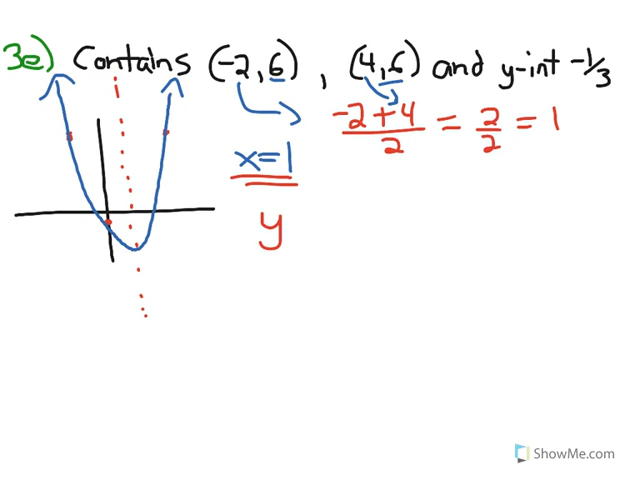 3e) Contains (-2, 6) , (4, 6) and y-int -1/3
-2 + 4 / 2 = 2/2 = 1
x = 1
y
ShowMe.com